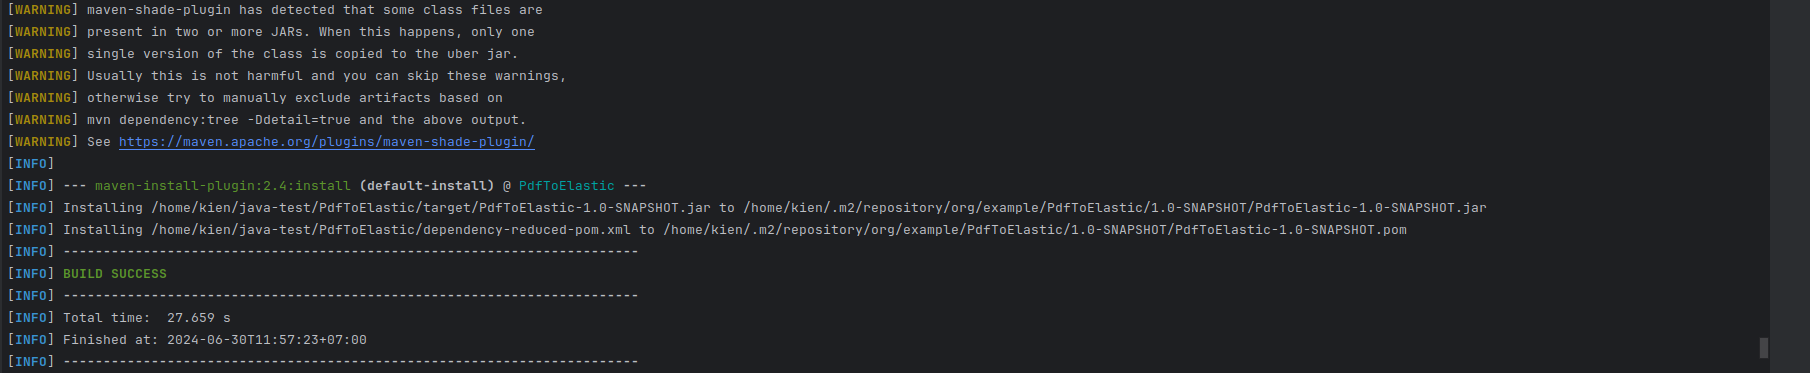 [WARNING] maven-shade-plugin has detected that some class files are
[WARNING] present in two or more JARs. When this happens, only one
[WARNING] single version of the class is copied to the uber jar.
[WARNING] Usually this is not harmful and you can skip these warnings,
[WARNING] otherwise try to manually exclude artifacts based on
[WARNING] mvn dependency:tree -Ddetail=true and the above output.
[WARNING] See https://maven.apache.org/plugins/maven-shade-plugin/
[INFO]
[INFO] --- maven-install-plugin:2.4:install (default-install) @ PdfToElastic ---
[INFO] Installing /home/kien/java-test/PdfToElastic/target/PdfToElastic-1.0-SNAPSHOT.jar to /home/kien/.m2/repository/org/example/PdfToElastic/1.0-SNAPSHOT/PdfToElastic-1.0-SNAPSHOT.jar
[INFO] Installing /home/kien/java-test/PdfToElastic/dependency-reduced-pom.xml to /home/kien/.m2/repository/org/example/PdfToElastic/1.0-SNAPSHOT/PdfToElastic-1.0-SNAPSHOT.pom
[INFO] ------------------------------------------------------------------------
[INFO] BUILD SUCCESS
[INFO] ------------------------------------------------------------------------
[INFO] Total time:  27.659 s
[INFO] Finished at: 2024-06-30T11:57:23+07:00
[INFO] ------------------------------------------------------------------------